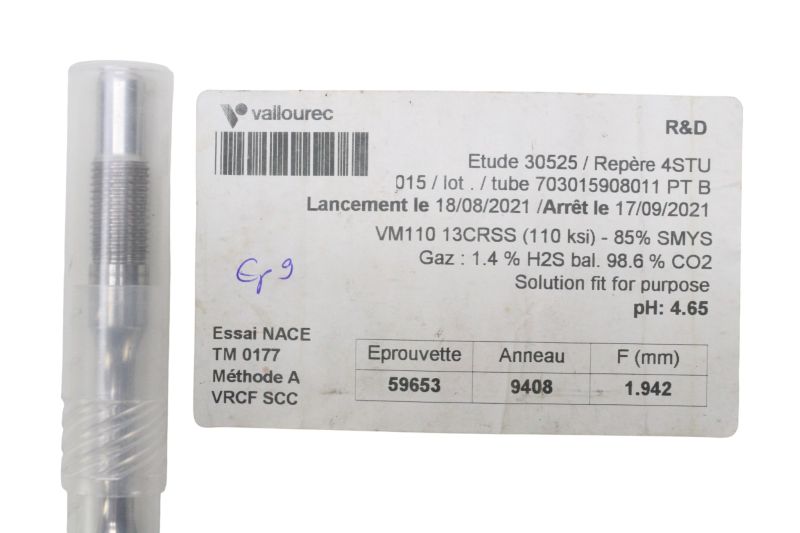 vallourec
R&D
Etude 30525 / Repère 4STU
015 / lot . / tube 703015908011 PT B
Lancement le 18/08/2021 /Arrêt le 17/09/2021
VM110 13CRSS (110 ksi) - 85% SMYS
Gaz : 1.4 % H2S bal. 98.6 % CO2
Solution fit for purpose
pH: 4.65
Ep 9
Essai NACE
TM 0177
Méthode A
VRCF SCC
Eprouvette Anneau F (mm)
59653 9408 1.942